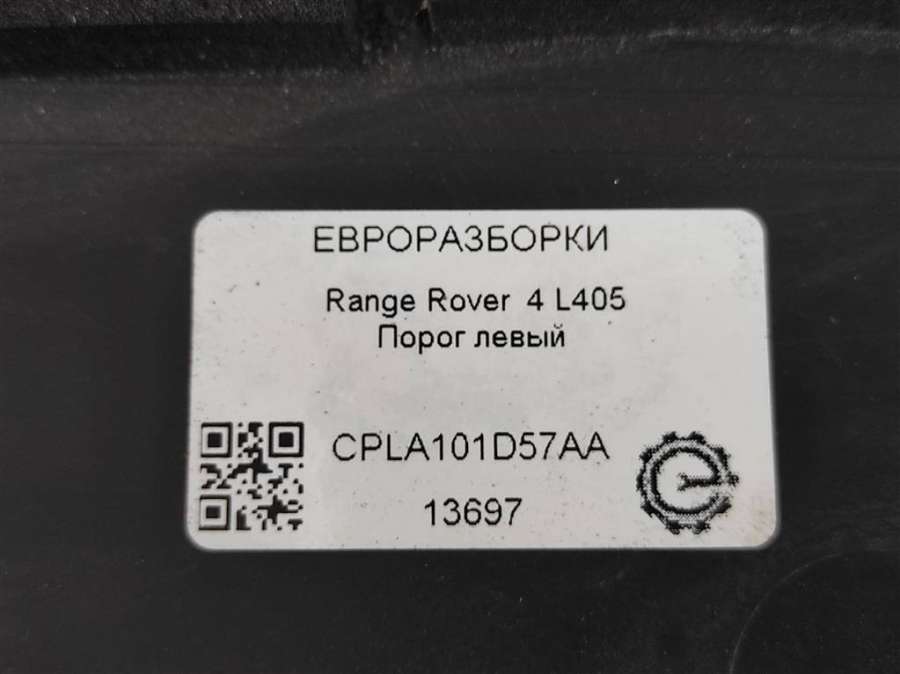 ЕВРОРАЗБОРКИ
Range Rover 4 L405
Порог левый
CPLA101D57AA
13697